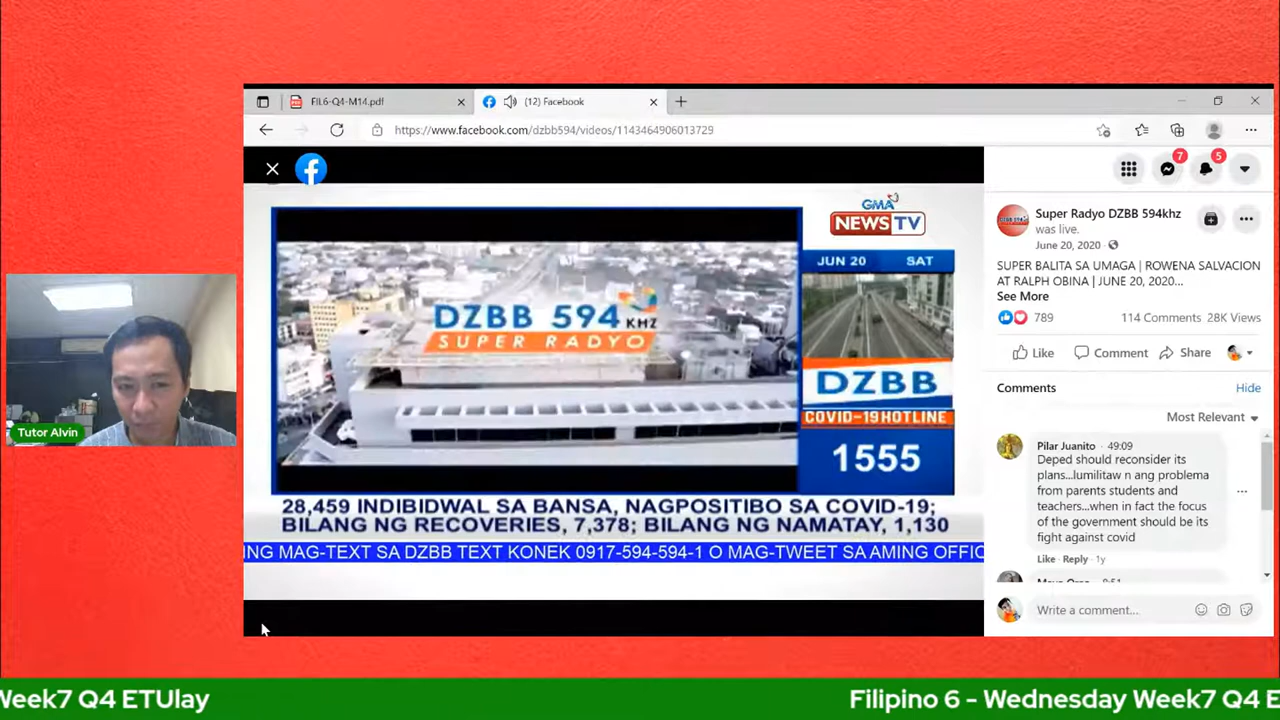 FIL6-Q4-M14.pdf
(12) Facebook
https://www.facebook.com/dzbb594/videos/1143464906013729
7
5
GMA
NEWS TV
JUN 20 SAT
DZBB 594 KHZ
SUPER RADYO
DZBB
COVID-19 HOTLINE
1555
28,459 INDIBIDWAL SA BANSA, NAGPOSITIBO SA COVID-19;
BILANG NG RECOVERIES, 7,378; BILANG NG NAMATAY, 1,130
ING MAG-TEXT SA DZBB TEXT KONEK 0917-594-594-1 O MAG-TWEET SA AMING OFFIC
Super Radyo DZBB 594khz
was live.
June 20, 2020
SUPER BALITA SA UMAGA | ROWENA SALVACION
AT RALPH OBINA | JUNE 20, 2020...
See More
789
114 Comments 28K Views
Like Comment Share
Comments
Hide
Most Relevant
Pilar Juanito · 49:09
Deped should reconsider its
plans...lumilitaw n ang problema
from parents students and
teachers...when in fact the focus
of the government should be its
fight against covid
Like · Reply · 1y
Write a comment...
Tutor Alvin
Week7 Q4 ETUlay
Filipino 6 - Wednesday Week7 Q4 E